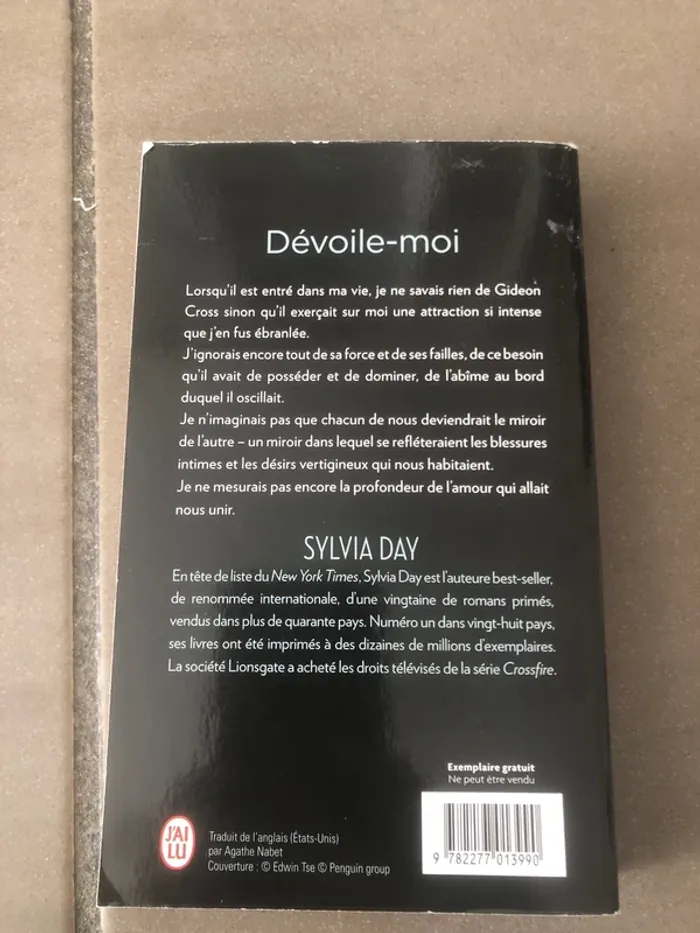 Dévoile-moi
Lorsqu'il est entré dans ma vie, je ne savais rien de Gideon
Cross sinon qu'il exerçait sur moi une attraction si intense
que j'en fus ébranlée.
J'ignorais encore tout de sa force et de ses failles, de ce besoin
qu'il avait de posséder et de dominer, de l'abîme au bord
duquel il oscillait.
Je n'imaginais pas que chacun de nous deviendrait le miroir
de l'autre – un miroir dans lequel se refléteraient les blessures
intimes et les désirs vertigineux qui nous habitaient.
Je ne mesurais pas encore la profondeur de l'amour qui allait
nous unir.
SYLVIA DAY
En tête de liste du New York Times, Sylvia Day est l'auteure best-seller,
de renommée internationale, d'une vingtaine de romans primés,
vendus dans plus de quarante pays. Numéro un dans vingt-huit pays,
ses livres ont été imprimés à des dizaines de millions d'exemplaires.
La société Lionsgate a acheté les droits télévisés de la série Crossfire.
Exemplaire gratuit
Ne peut être vendu
J'AI
LU
Traduit de l'anglais (États-Unis)
par Agathe Nabet
Couverture : © Edwin Tse © Penguin group
9 782277 013990